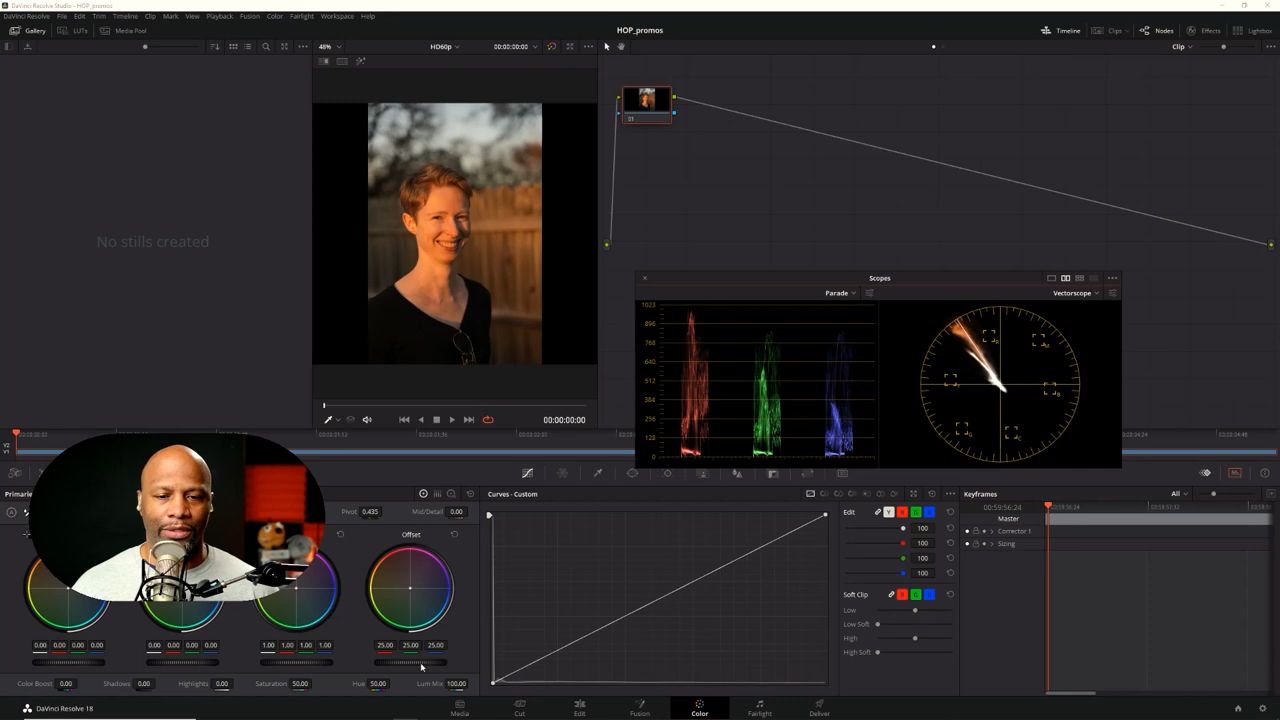 DaVinci Resolve Studio - HOP_promos
DaVinci Resolve File Edit Trim Timeline Clip Mark View Playback Fusion Color Fairlight Workspace Help
Gallery LUTs Media Pool HOP_promos Timeline Clips Nodes Effects Lightbox
48% HD60p 00:00:00:00 Clip
01
No stills created
Scopes
Parade Vectorscope
1023
896
768
640
512
384
256
128
0
R
M
Y
B
G
C
00:00:00:00
V2
V1
Primaries
Pivot 0.435 Mid/Detail 0.00
Offset
0.00 0.00 0.00 0.00 0.00 0.00 0.00 0.00 1.00 1.00 1.00 1.00 25.00 25.00 25.00
Color Boost 0.00 Shadows 0.00 Highlights 0.00 Saturation 50.00 Hue 50.00 Lum Mix 100.00
Curves - Custom
Edit Y R G B
100
100
100
100
Soft Clip R G B
Low
Low Soft
High
High Soft
Keyframes All
00:59:56:24
Master
Corrector 1
Sizing
DaVinci Resolve 18
Media Cut Edit Fusion Color Fairlight Deliver